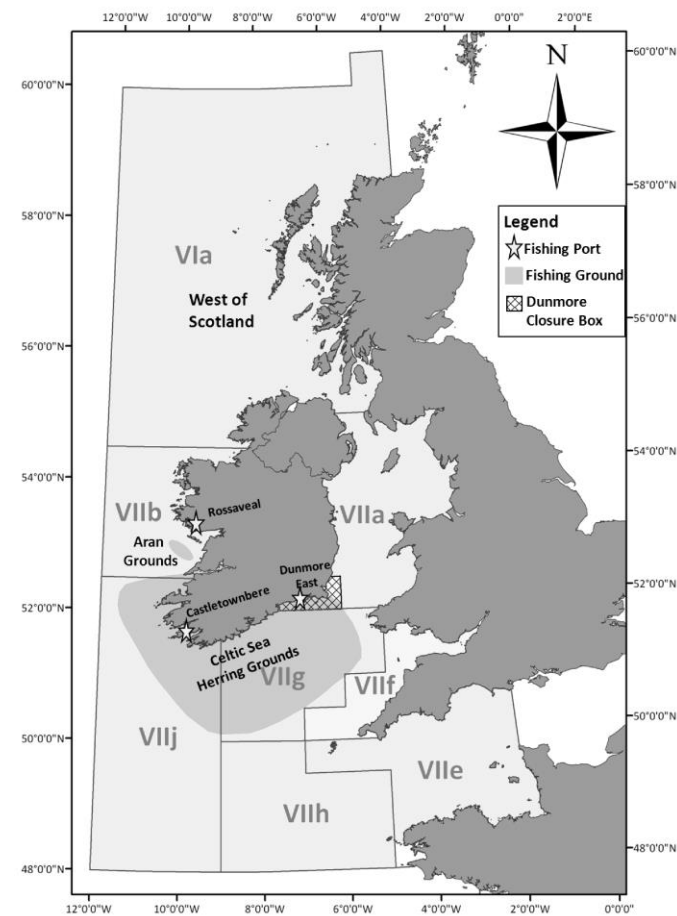 10°0'0"W 8°0'0"W 6°0'0"W 4°0'0"W 2°0'0"W 0°0'0" 2°0'0"E
N
60°0'0"N
60°0'0"N
58°0'0"N
58°0'0"N
56°0'0"N
56°0'0"N
54°0'0"N
54°0'0"N
52°0'0"N
52°0'0"N
50°0'0"N
50°0'0"N
48°0'0"N
48°0'0"N
Legend
Fishing Port
Fishing Ground
Dunmore
Closure Box
VIa
West of
Scotland
VIIb
Rossaveal
VIIa
Aran
Grounds
Dunmore
East
Castletownbere
Celtic Sea
Herring Grounds
VIIg
VIIf
VIIj
VIIe
VIIh
12°0'0"W 10°0'0"W 8°0'0"W 6°0'0"W 4°0'0"W 2°0'0"W 0°0'0"